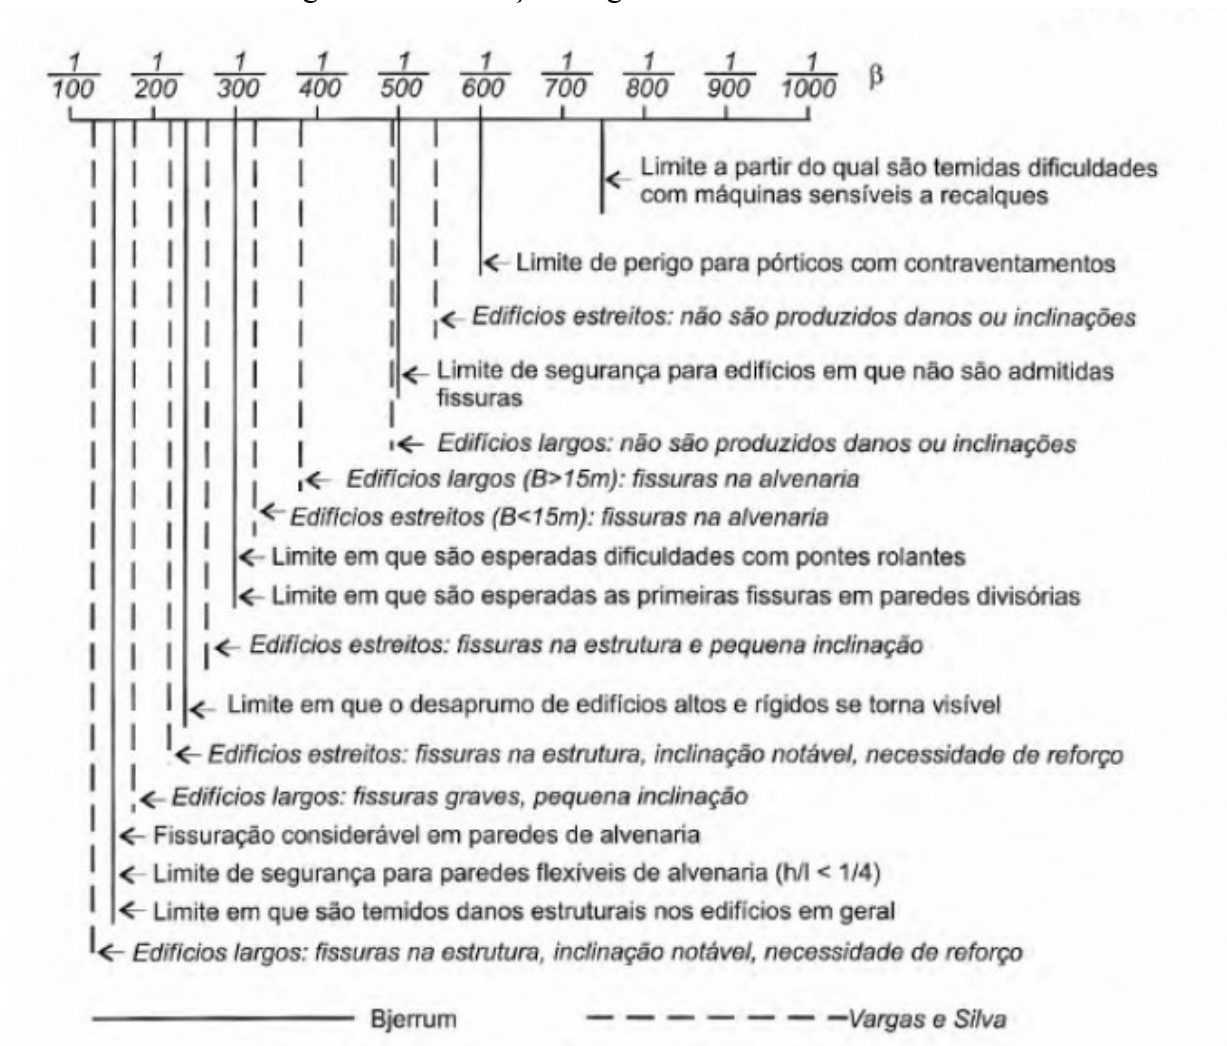 1/100 1/200 1/300 1/400 1/500 1/600 1/700 1/800 1/900 1/1000 β
Limite a partir do qual são temidas dificuldades
com máquinas sensíveis a recalques
Limite de perigo para pórticos com contraventamentos
Edifícios estreitos: não são produzidos danos ou inclinações
Limite de segurança para edifícios em que não são admitidas
fissuras
Edifícios largos: não são produzidos danos ou inclinações
Edifícios largos (B>15m): fissuras na alvenaria
Edifícios estreitos (B<15m): fissuras na alvenaria
Limite em que são esperadas dificuldades com pontes rolantes
Limite em que são esperadas as primeiras fissuras em paredes divisórias
Edifícios estreitos: fissuras na estrutura e pequena inclinação
Limite em que o desaprumo de edifícios altos e rígidos se torna visível
Edifícios estreitos: fissuras na estrutura, inclinação notável, necessidade de reforço
Edifícios largos: fissuras graves, pequena inclinação
Fissuração considerável em paredes de alvenaria
Limite de segurança para paredes flexíveis de alvenaria (h/l < 1/4)
Limite em que são temidos danos estruturais nos edifícios em geral
Edifícios largos: fissuras na estrutura, inclinação notável, necessidade de reforço
Bjerrum
Vargas e Silva